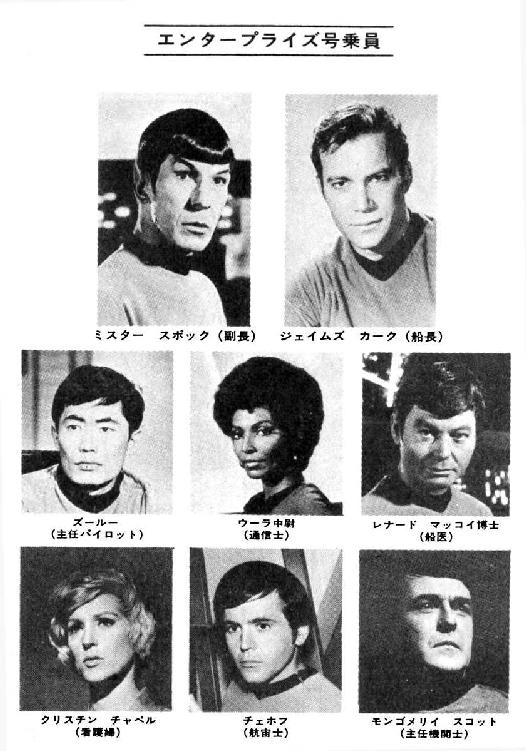 エンタープライズ号乗員
ミスター スポック(副長)
ジェイムズ カーク(船長)
ズールー
(主任パイロット)
ウーラ中尉
(通信士)
レナード マッコイ博士
(船医)
クリスチン チャペル
(看護婦)
チェホフ
(航宙士)
モンゴメリイ スコット
(主任機関士)